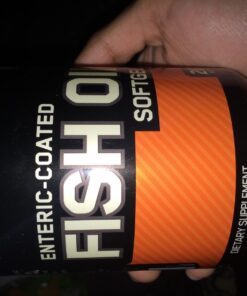 ENTERIC-COATED
FISH OI
SOFTGE
DIETARY SUPPLEMENT